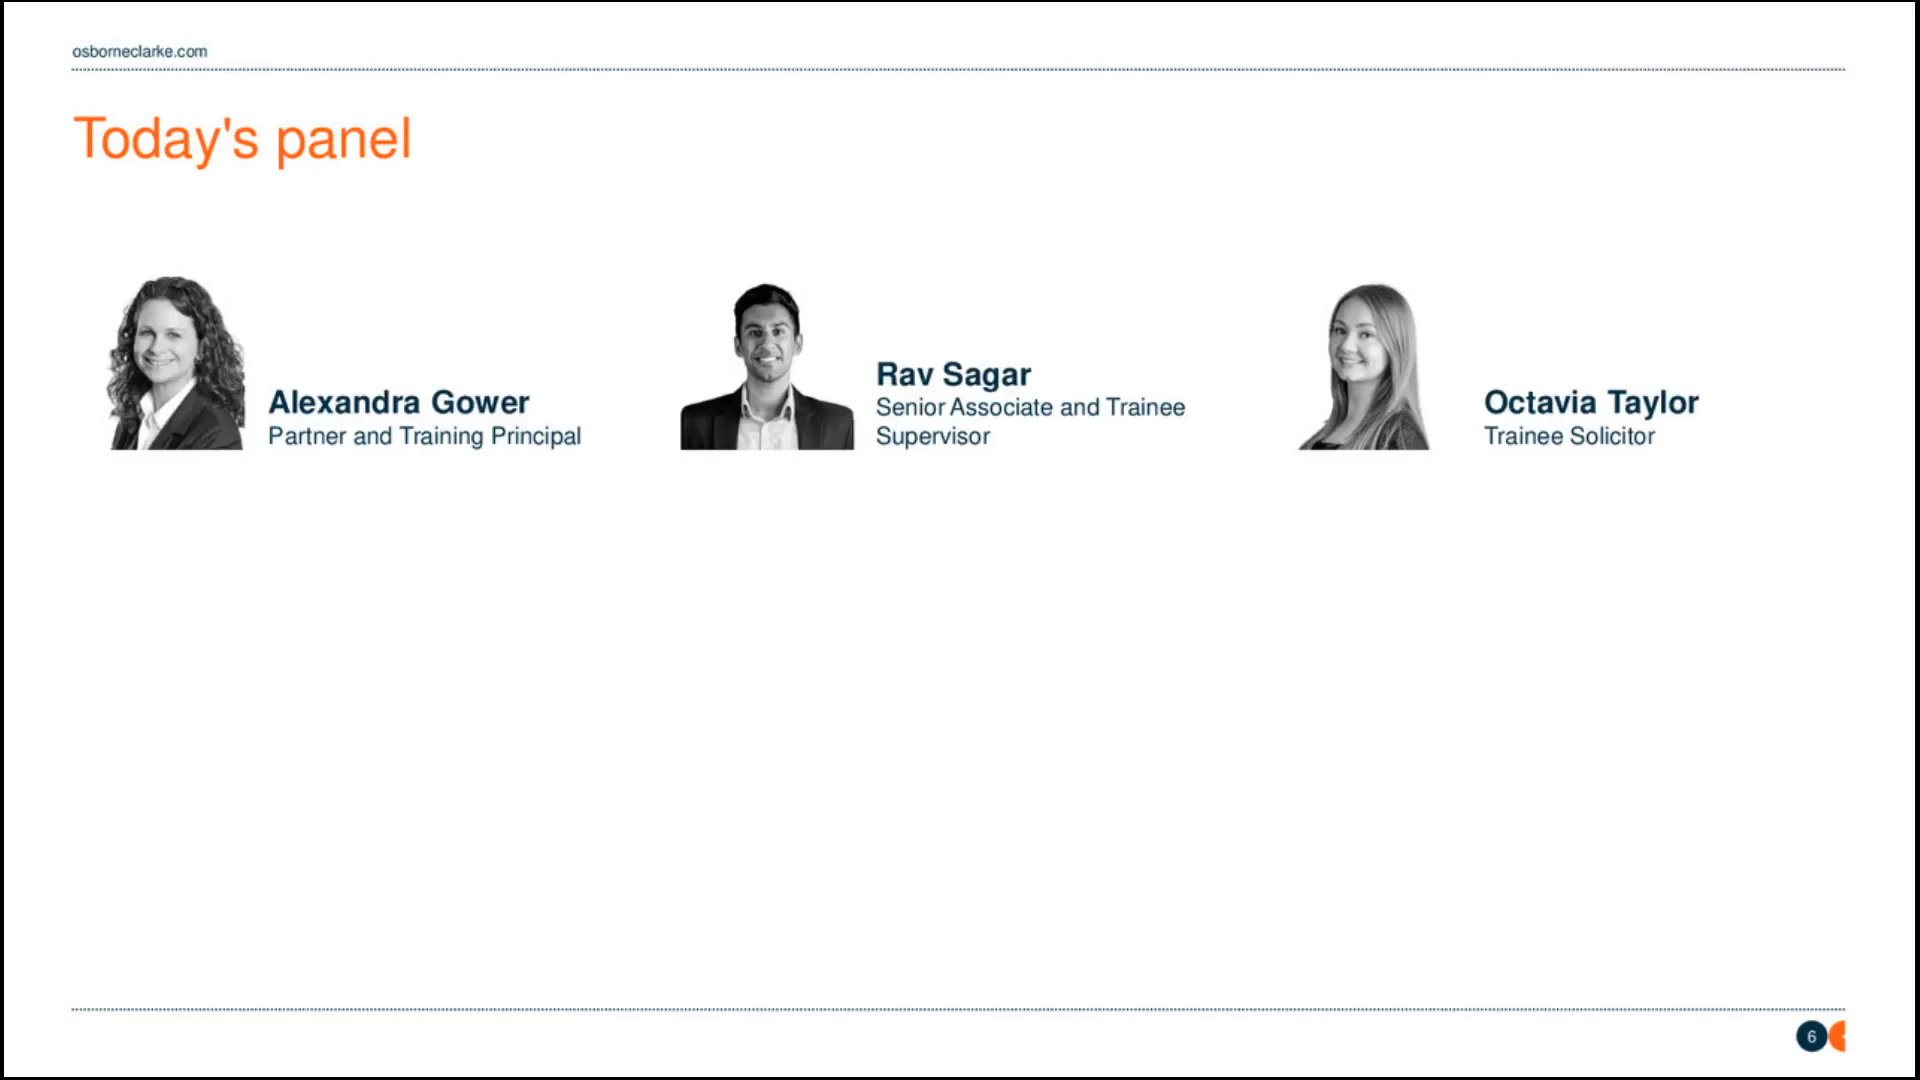 osborneclarke.com
Today's panel
Alexandra Gower
Partner and Training Principal
Rav Sagar
Senior Associate and Trainee
Supervisor
Octavia Taylor
Trainee Solicitor
6